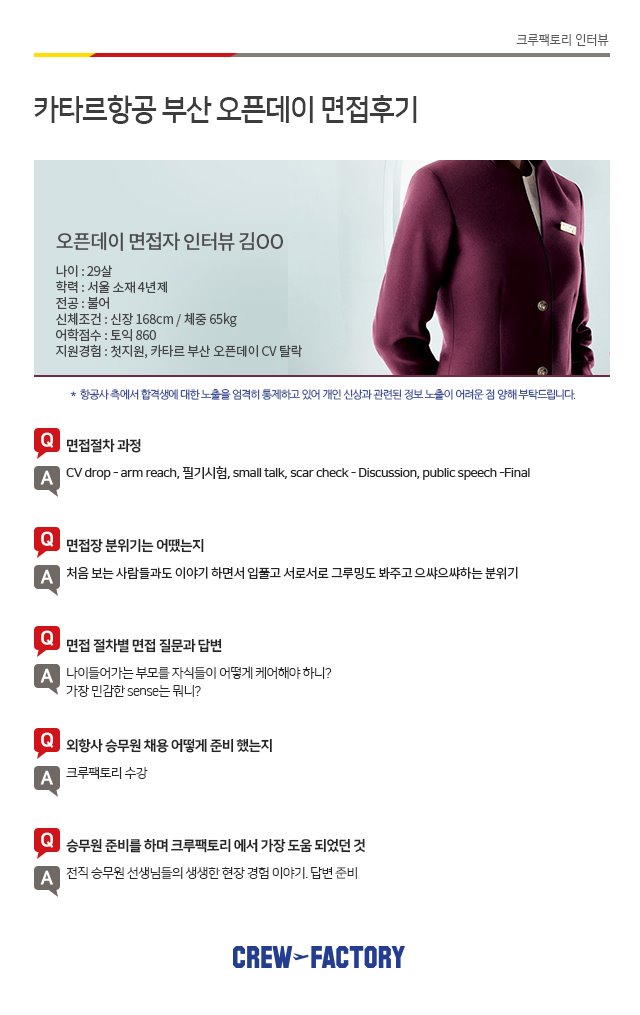 크루팩토리 인터뷰
카타르항공 부산 오픈데이 면접후기
오픈데이 면접자 인터뷰 김OO
나이 : 29살
학력 : 서울 소재 4년제
전공 : 불어
신체조건 : 신장 168cm / 체중 65kg
어학점수 : 토익 860
지원경험 : 첫지원, 카타르 부산 오픈데이 CV 탈락
* 항공사 측에서 합격생에 대한 노출을 엄격히 통제하고 있어 개인 신상과 관련된 정보 노출이 어려운 점 양해 부탁드립니다.
Q 면접절차 과정
A CV drop - arm reach, 필기시험, small talk, scar check - Discussion, public speech -Final
Q 면접장 분위기는 어땠는지
A 처음 보는 사람들과도 이야기 하면서 입풀고 서로서로 그루밍도 봐주고 으쌰으쌰하는 분위기
Q 면접 절차별 면접 질문과 답변
A 나이들어가는 부모를 자식들이 어떻게 케어해야 하니?
가장 민감한 sense는 뭐니?
Q 외항사 승무원 채용 어떻게 준비 했는지
A 크루팩토리 수강
Q 승무원 준비를 하며 크루팩토리 에서 가장 도움 되었던 것
A 전직 승무원 선생님들의 생생한 현장 경험 이야기. 답변 준비
CREW FACTORY